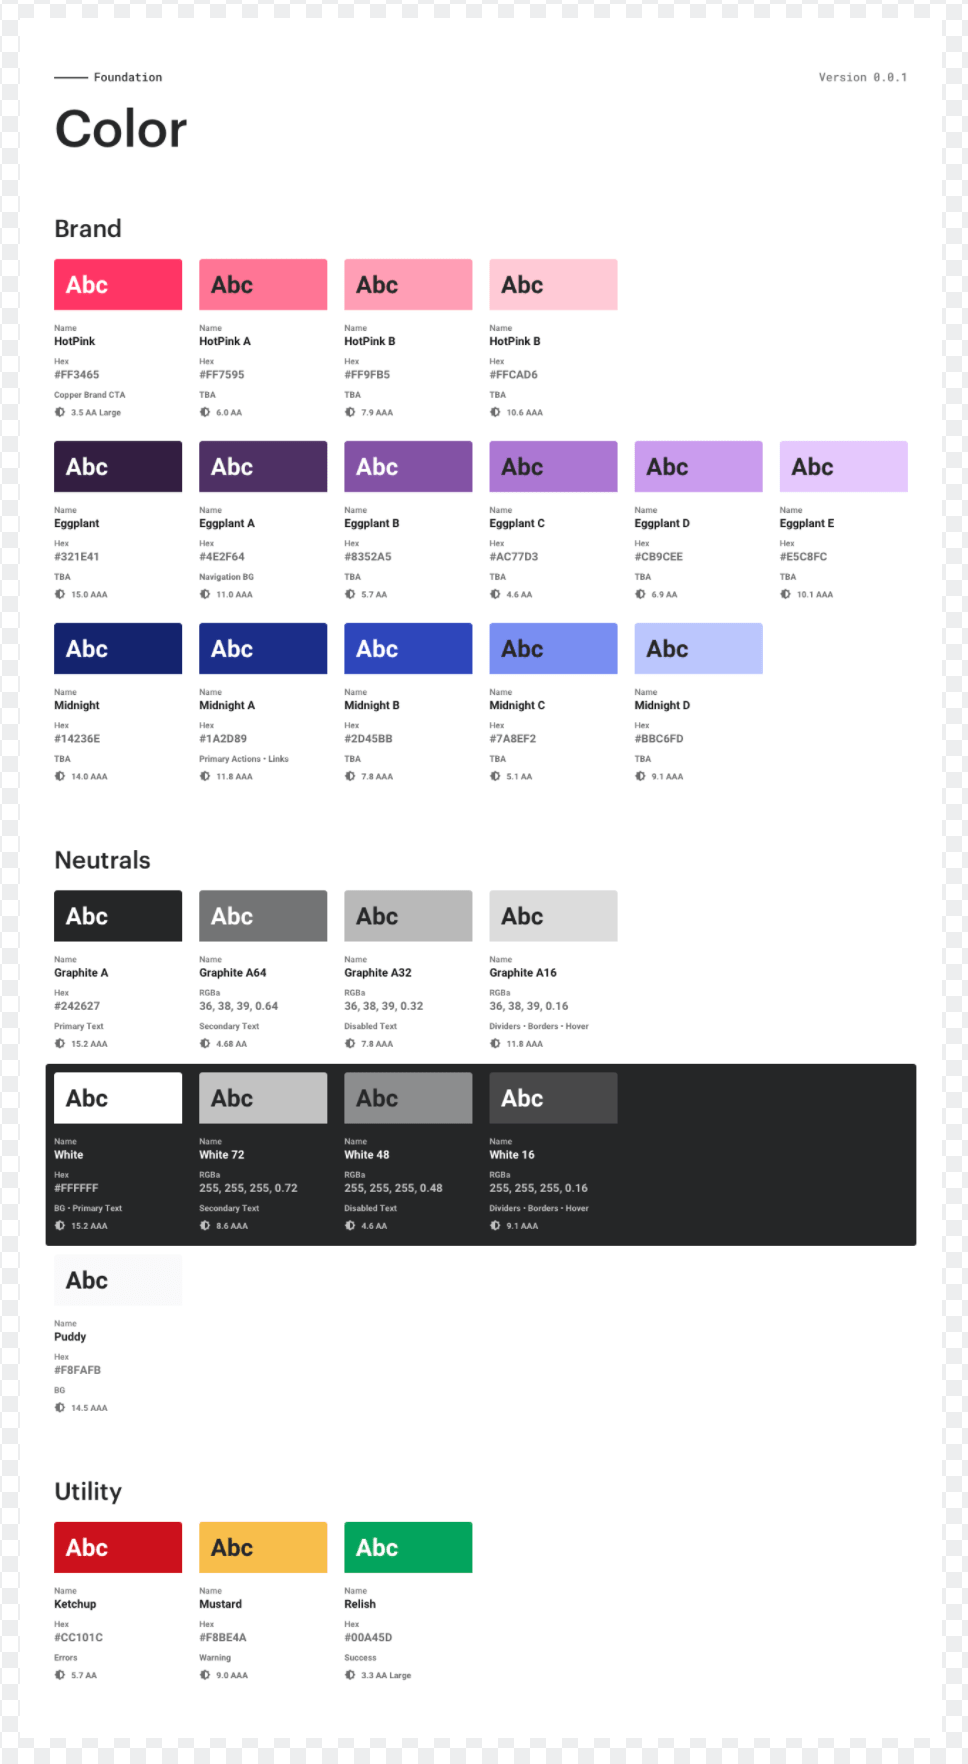 Foundation
Version 0.0.1
Color
Brand
Abc Abc Abc Abc
Name Name Name Name
HotPink HotPink A HotPink B HotPink B
Hex Hex Hex Hex
#FF3465 #FF7595 #FF9FB5 #FFCAD6
Copper Brand CTA TBA TBA TBA
3.5 AA Large 6.0 AA 7.9 AAA 10.6 AAA
Abc Abc Abc Abc Abc Abc
Name Name Name Name Name Name
Eggplant Eggplant A Eggplant B Eggplant C Eggplant D Eggplant E
Hex Hex Hex Hex Hex Hex
#321E41 #4E2F64 #8352A5 #AC77D3 #CB9CEE #E5C8FC
TBA Navigation BG TBA TBA TBA TBA
15.0 AAA 11.0 AAA 5.7 AA 4.6 AA 6.9 AA 10.1 AAA
Abc Abc Abc Abc Abc
Name Name Name Name Name
Midnight Midnight A Midnight B Midnight C Midnight D
Hex Hex Hex Hex Hex
#14236E #1A2D89 #2D45BB #7A8EF2 #BBC6FD
TBA Primary Actions • Links TBA TBA TBA
14.0 AAA 11.8 AAA 7.8 AAA 5.1 AA 9.1 AAA
Neutrals
Abc Abc Abc Abc
Name Name Name Name
Graphite A Graphite A64 Graphite A32 Graphite A16
Hex RGBa RGBa RGBa
#242627 36, 38, 39, 0.64 36, 38, 39, 0.32 36, 38, 39, 0.16
Primary Text Secondary Text Disabled Text Dividers • Borders • Hover
15.2 AAA 4.68 AA 7.8 AAA 11.8 AAA
Abc Abc Abc Abc
Name Name Name Name
White White 72 White 48 White 16
Hex RGBa RGBa RGBa
#FFFFFF 255, 255, 255, 0.72 255, 255, 255, 0.48 255, 255, 255, 0.16
BG • Primary Text Secondary Text Disabled Text Dividers • Borders • Hover
15.2 AAA 8.6 AAA 4.6 AA 9.1 AAA
Abc
Name
Puddy
Hex
#F8FAFB
BG
14.5 AAA
Utility
Abc Abc Abc
Name Name Name
Ketchup Mustard Relish
Hex Hex Hex
#CC101C #F8BE4A #00A45D
Errors Warning Success
5.7 AA 9.0 AAA 3.3 AA Large